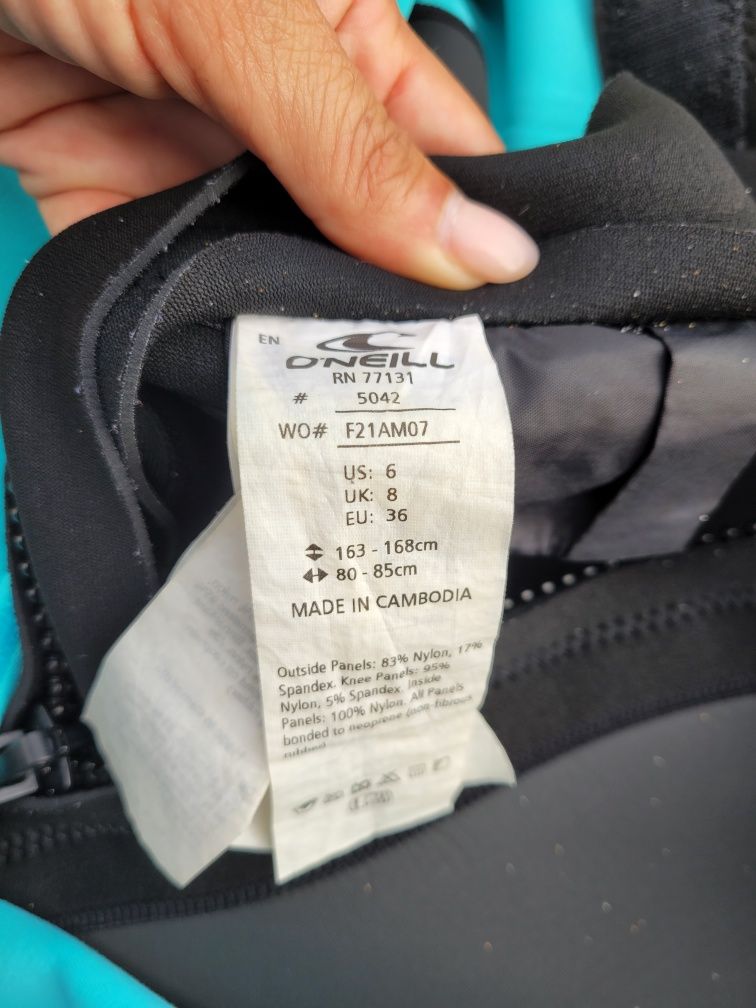 EN
O'NEILL
RN 77131
# 5042
WO# F21AM07
US: 6
UK: 8
EU: 36
163 - 168cm
80 - 85cm
MADE IN CAMBODIA
Outside Panels: 83% Nylon, 17%
Spandex. Knee Panels: 95%
Nylon, 5% Spandex. Inside
Panels: 100% Nylon. All Panels
bonded to neoprene (non-fibrous
rubber)